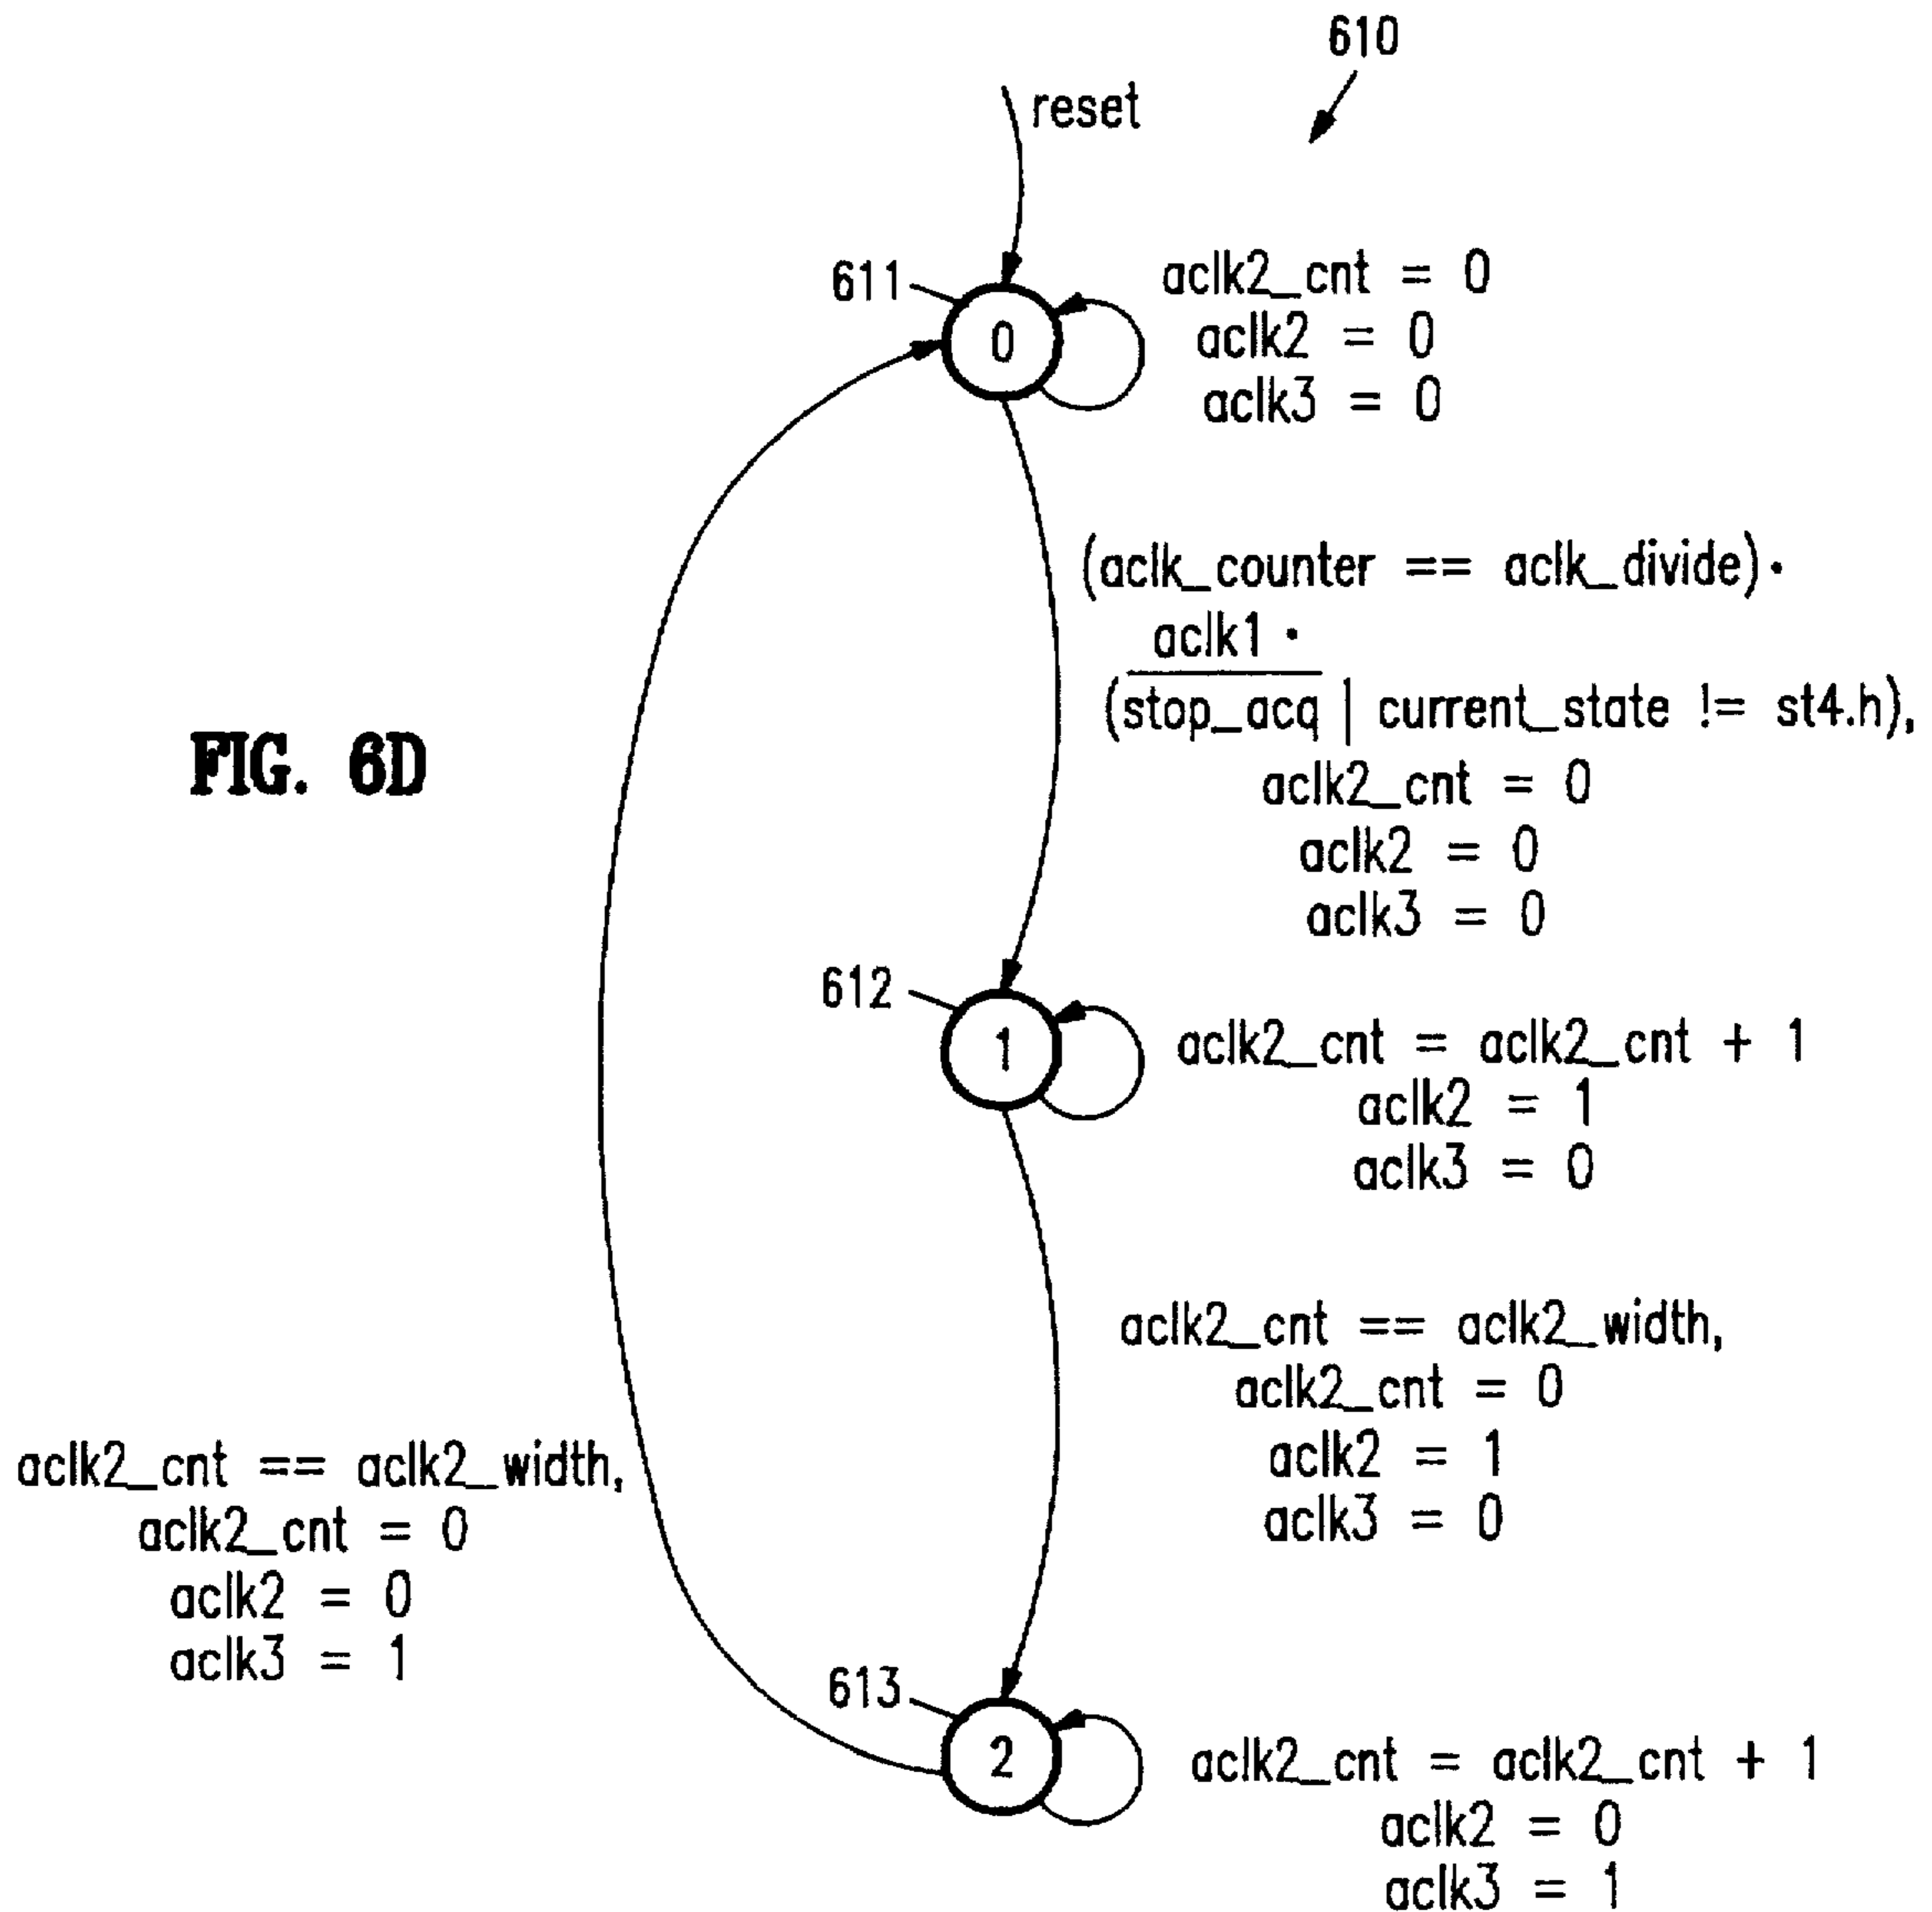 610
reset
611
0
aclk2_cnt = 0
aclk2 = 0
aclk3 = 0
(aclk_counter == aclk_divide)·
aclk1 ·
(stop_acq | current_state != st4.h),
aclk2_cnt = 0
aclk2 = 0
aclk3 = 0
FIG. 6D
612
1
aclk2_cnt = aclk2_cnt + 1
aclk2 = 1
aclk3 = 0
aclk2_cnt == aclk2_width,
aclk2_cnt = 0
aclk2 = 1
aclk3 = 0
aclk2_cnt == aclk2_width,
aclk2_cnt = 0
aclk2 = 0
aclk3 = 1
613
2
aclk2_cnt = aclk2_cnt + 1
aclk2 = 0
aclk3 = 1